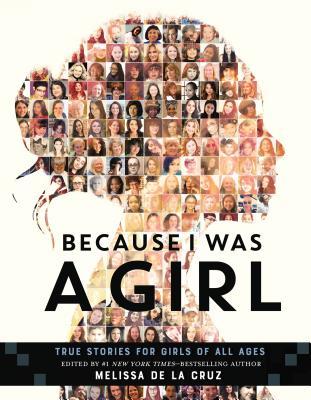 BECAUSE I WAS
A GIRL
TRUE STORIES FOR GIRLS OF ALL AGES
EDITED BY #1 NEW YORK TIMES–BESTSELLING AUTHOR
MELISSA DE LA CRUZ